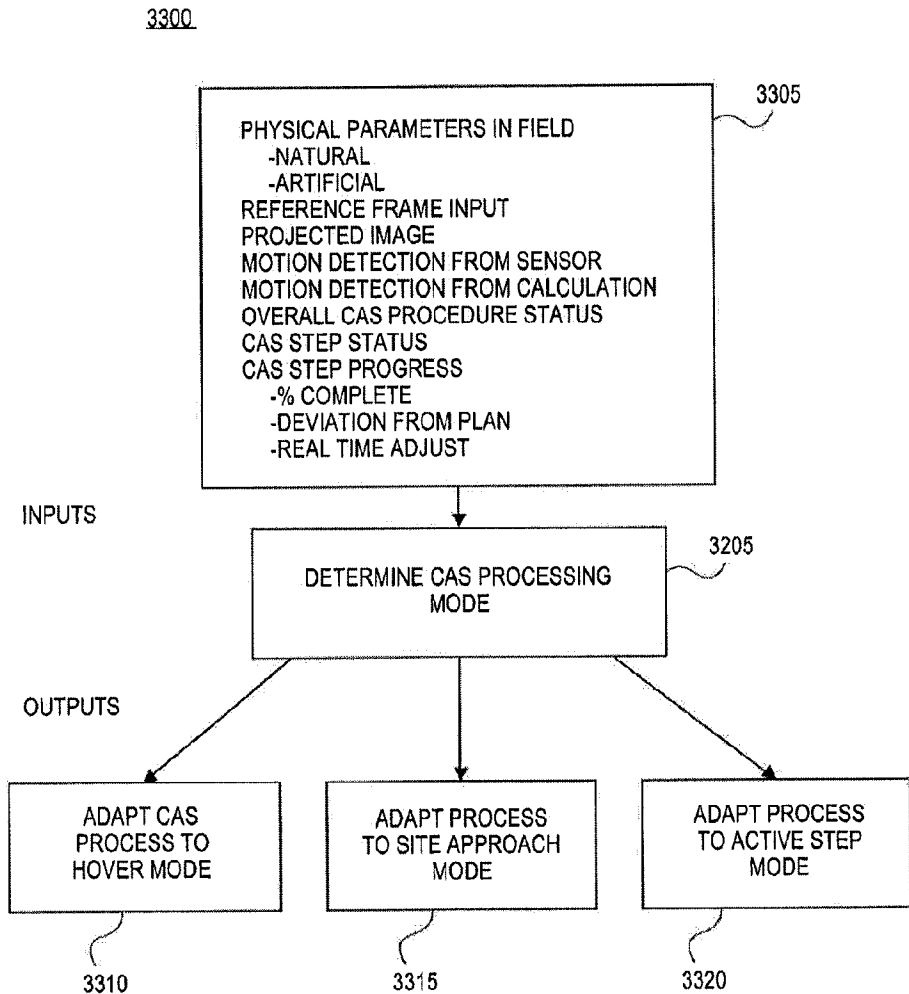 3300
3305
PHYSICAL PARAMETERS IN FIELD
-NATURAL
-ARTIFICIAL
REFERENCE FRAME INPUT
PROJECTED IMAGE
MOTION DETECTION FROM SENSOR
MOTION DETECTION FROM CALCULATION
OVERALL CAS PROCEDURE STATUS
CAS STEP STATUS
CAS STEP PROGRESS
-% COMPLETE
-DEVIATION FROM PLAN
-REAL TIME ADJUST
INPUTS
3205
DETERMINE CAS PROCESSING
MODE
OUTPUTS
ADAPT CAS
PROCESS TO
HOVER MODE
ADAPT PROCESS
TO SITE APPROACH
MODE
ADAPT PROCESS
TO ACTIVE STEP
MODE
3310
3315
3320